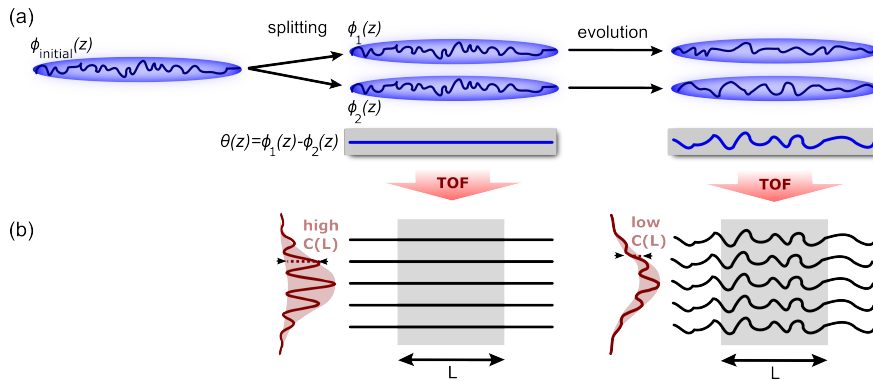 (a)
ϕinitial(z)
splitting
ϕ1(z)
evolution
ϕ2(z)
θ(z)=ϕ1(z)-ϕ2(z)
TOF
TOF
(b)
high
C(L)
low
C(L)
L
L